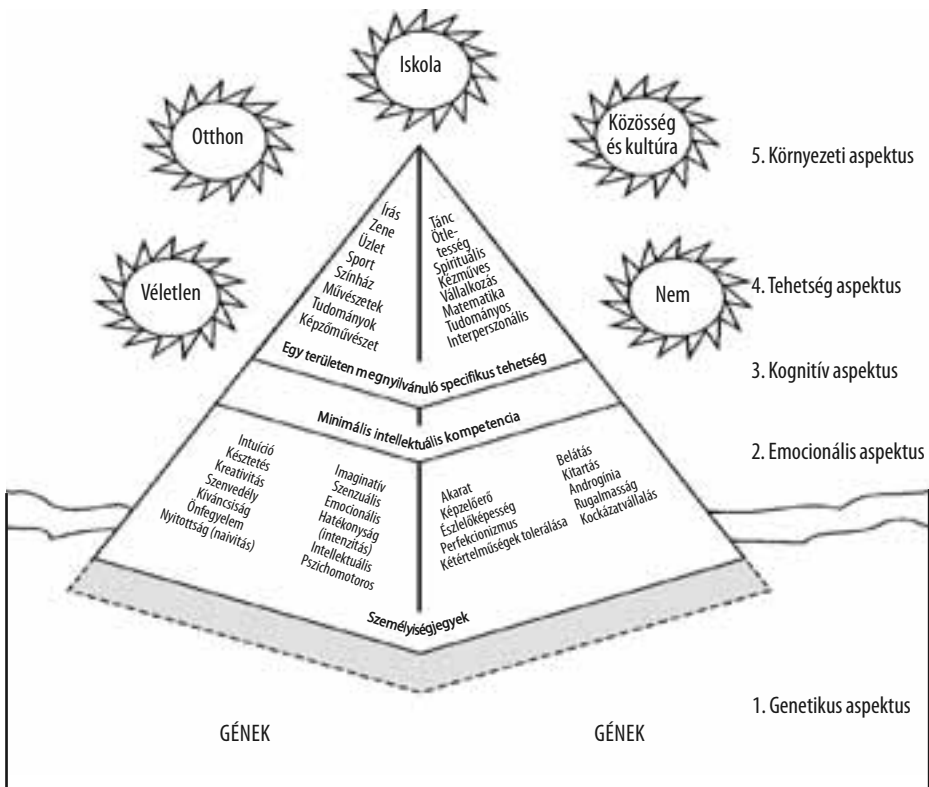 Iskola
Otthon
Közösség
és kultúra
5. Környezeti aspektus
Véletlen
Nem
4. Tehetség aspektus
Írás
Zene
Üzlet
Sport
Színház
Művészetek
Tudományok
Képzőművészet
Tánc
Ötle-
tesség
Spirituális
Kézműves
Vállalkozás
Matematika
Tudományos
Interperszonális
Egy területen megnyilvánuló specifikus tehetség
3. Kognitív aspektus
Minimális intellektuális kompetencia
2. Emocionális aspektus
Intuíció
Késztetés
Kreativitás
Szenvedély
Kíváncsiság
Önfegyelem
Nyitottság (naivitás)
Imaginatív
Szenzuális
Emocionális
Hatékonyság
(intenzitás)
Intellektuális
Pszichomotoros
Akarat
Képzelőerő
Észlelőképesség
Perfekcionizmus
Kétértelműségek tolerálása
Belátás
Kitartás
Androgínia
Rugalmasság
Kockázatvállalás
Személyiségjegyek
1. Genetikus aspektus
GÉNEK
GÉNEK